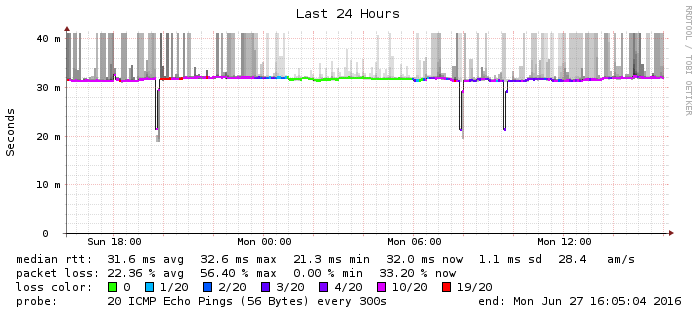 Last 24 Hours
RRDTOOL / TOBI OETIKER
Seconds
40 m
30 m
20 m
10 m
0
Sun 18:00 Mon 00:00 Mon 06:00 Mon 12:00
median rtt: 31.6 ms avg 32.6 ms max 21.3 ms min 32.0 ms now 1.1 ms sd 28.4 am/s
packet loss: 22.36 % avg 56.40 % max 0.00 % min 33.20 % now
loss color: 0 1/20 2/20 3/20 4/20 10/20 19/20
probe: 20 ICMP Echo Pings (56 Bytes) every 300s end: Mon Jun 27 16:05:04 2016